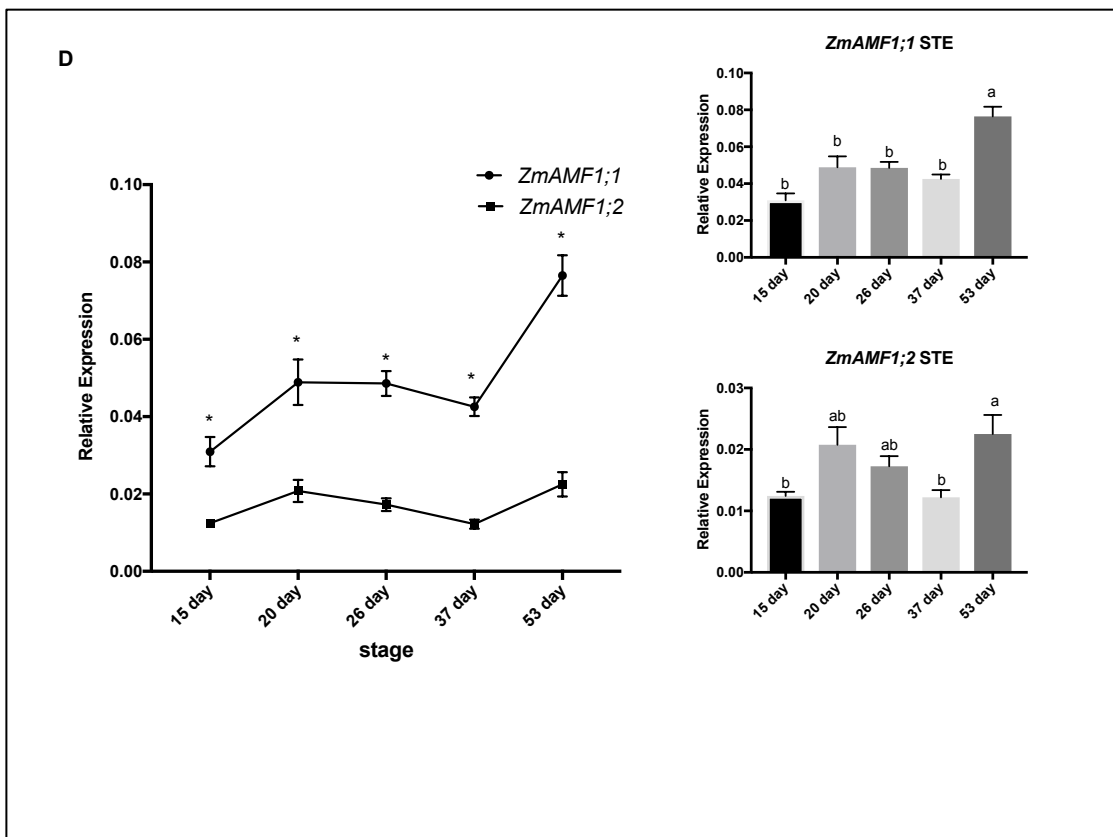 D
ZmAMF1;1
ZmAMF1;2
0.10
0.08
0.06
0.04
0.02
0.00
Relative Expression
*
*
*
*
*
15 day
20 day
26 day
37 day
53 day
stage
ZmAMF1;1 STE
0.10
0.08
0.06
0.04
0.02
0.00
Relative Expression
b
b
b
b
a
15 day
20 day
26 day
37 day
53 day
ZmAMF1;2 STE
0.03
0.02
0.01
0.00
Relative Expression
b
ab
ab
b
a
15 day
20 day
26 day
37 day
53 day